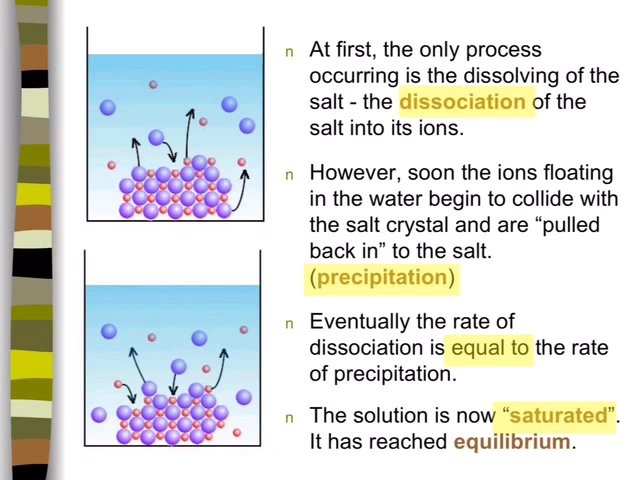 n At first, the only process
occurring is the dissolving of the
salt - the dissociation of the
salt into its ions.
n However, soon the ions floating
in the water begin to collide with
the salt crystal and are “pulled
back in” to the salt.
(precipitation)
n Eventually the rate of
dissociation is equal to the rate
of precipitation.
n The solution is now “saturated”.
It has reached equilibrium.